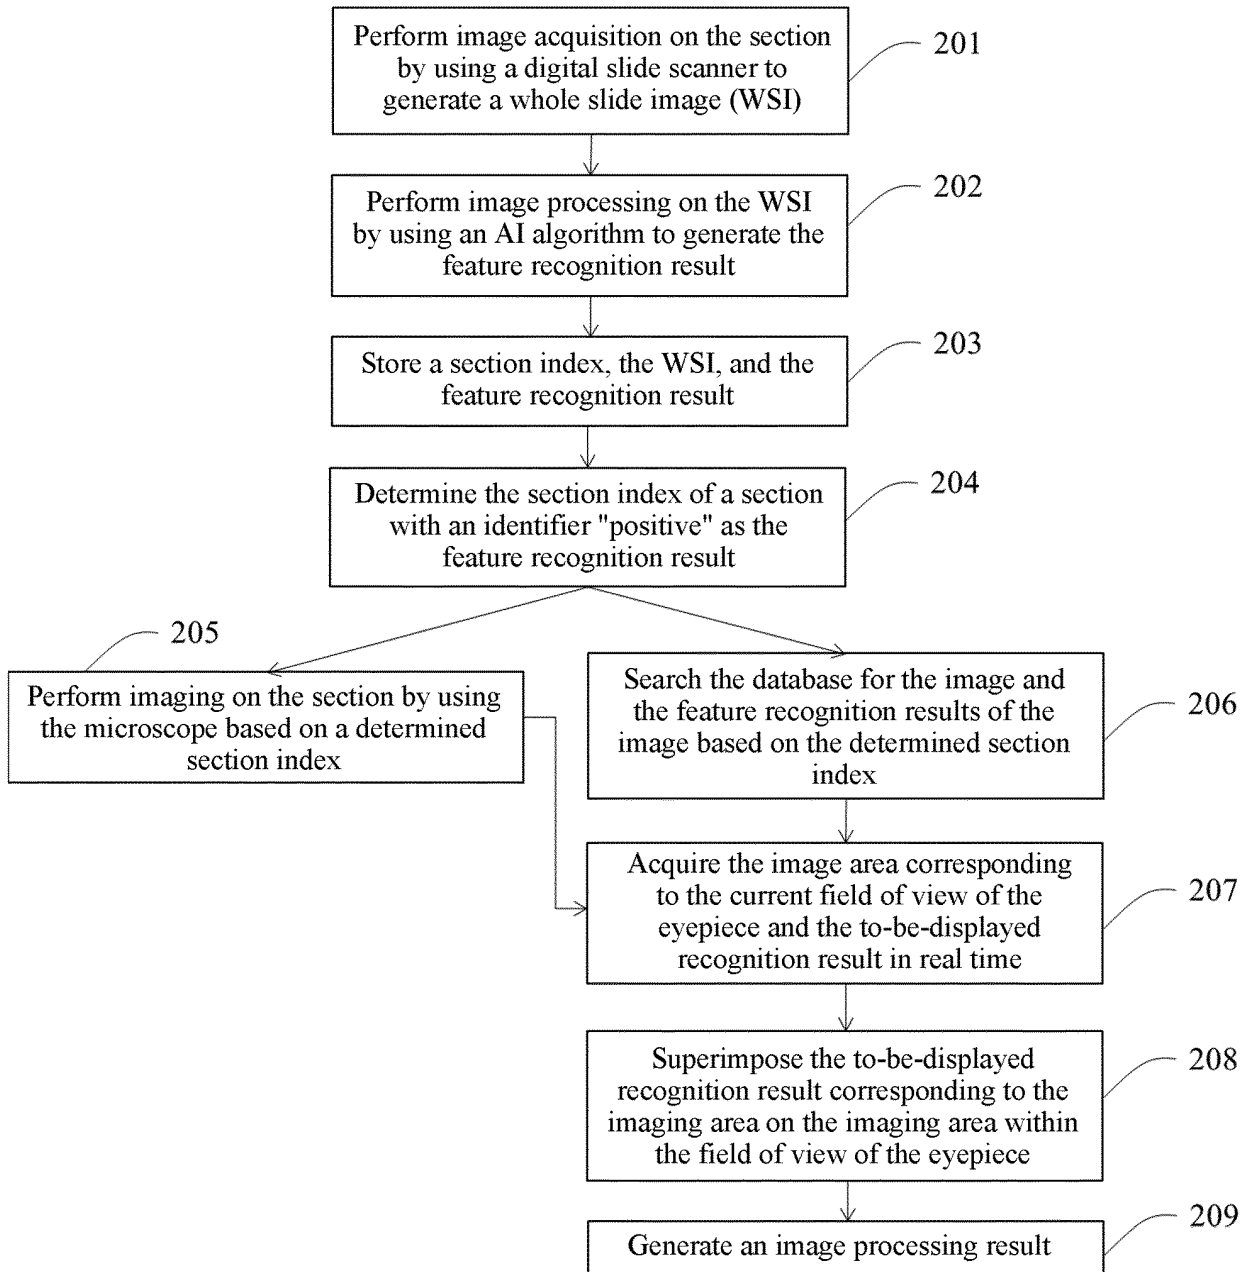 Perform image acquisition on the section
by using a digital slide scanner to
generate a whole slide image (WSI)
201
Perform image processing on the WSI
by using an AI algorithm to generate the
feature recognition result
202
Store a section index, the WSI, and the
feature recognition result
203
Determine the section index of a section
with an identifier "positive" as the
feature recognition result
204
205
Perform imaging on the section by using
the microscope based on a determined
section index
Search the database for the image and
the feature recognition results of the
image based on the determined section
index
206
Acquire the image area corresponding
to the current field of view of the
eyepiece and the to-be-displayed
recognition result in real time
207
Superimpose the to-be-displayed
recognition result corresponding to the
imaging area on the imaging area within
the field of view of the eyepiece
208
Generate an image processing result
209